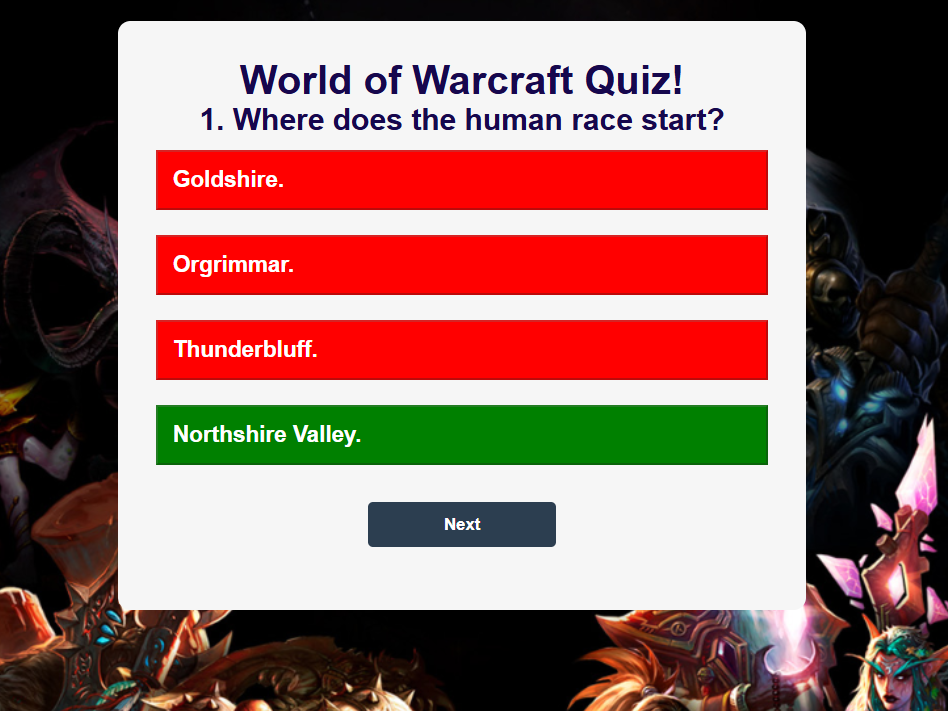 World of Warcraft Quiz!
1. Where does the human race start?
Goldshire.
Orgrimmar.
Thunderbluff.
Northshire Valley.
Next